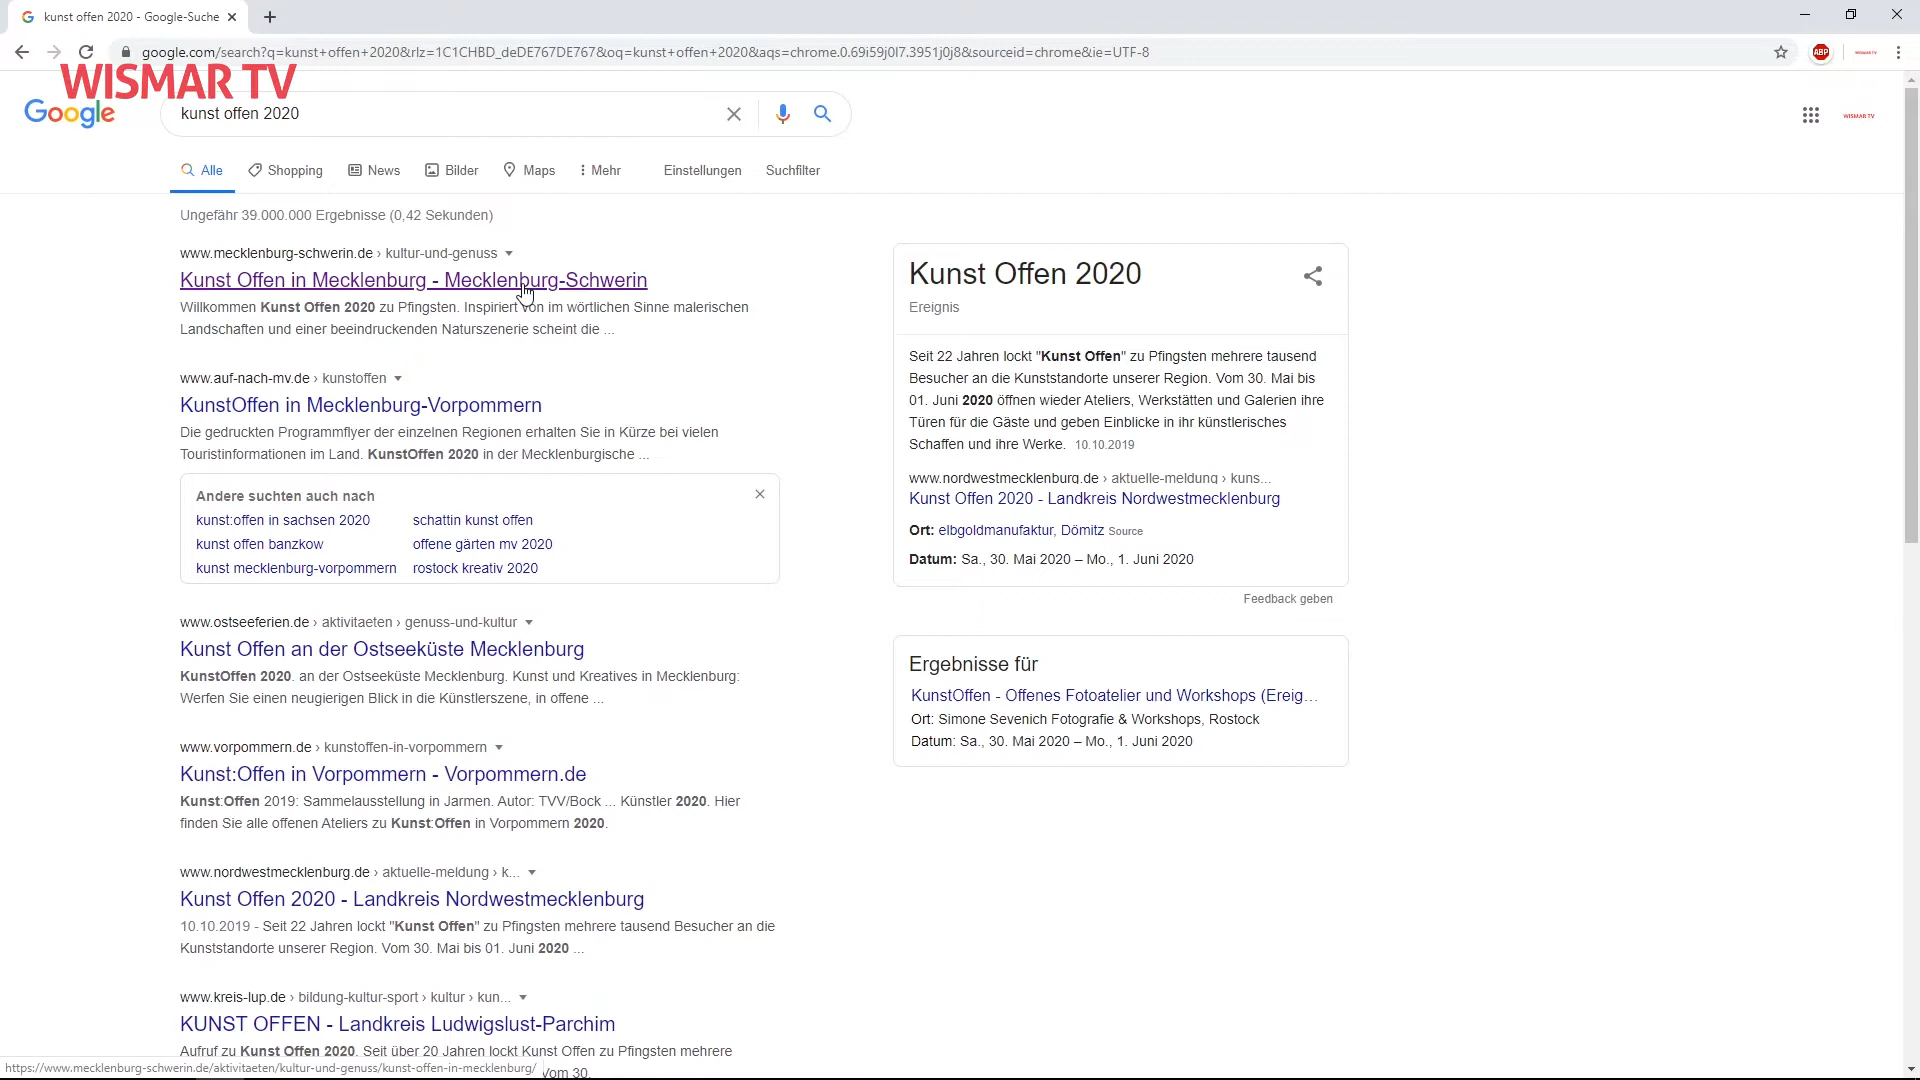 kunst offen 2020 - Google-Suche
google.com/search?q=kunst+offen+2020&rlz=1C1CHBD_deDE767DE767&oq=kunst+offen+2020&aqs=chrome.0.69i59j0l7.3951j0j8&sourceid=chrome&ie=UTF-8
ABP
WISMAR TV
WISMAR TV
Google
kunst offen 2020
WISMAR TV
Alle
Shopping
News
Bilder
Maps
Mehr
Einstellungen
Suchfilter
Ungefähr 39.000.000 Ergebnisse (0,42 Sekunden)
www.mecklenburg-schwerin.de › kultur-und-genuss
Kunst Offen in Mecklenburg - Mecklenburg-Schwerin
Willkommen Kunst Offen 2020 zu Pfingsten. Inspiriert von im wörtlichen Sinne malerischen
Landschaften und einer beeindruckenden Naturszenerie scheint die ...
www.auf-nach-mv.de › kunstoffen
KunstOffen in Mecklenburg-Vorpommern
Die gedruckten Programmflyer der einzelnen Regionen erhalten Sie in Kürze bei vielen
Touristinformationen im Land. KunstOffen 2020 in der Mecklenburgische ...
Andere suchten auch nach
kunst:offen in sachsen 2020
schattin kunst offen
kunst offen banzkow
offene gärten mv 2020
kunst mecklenburg-vorpommern
rostock kreativ 2020
www.ostseeferien.de › aktivitaeten › genuss-und-kultur
Kunst Offen an der Ostseeküste Mecklenburg
KunstOffen 2020. an der Ostseeküste Mecklenburg. Kunst und Kreatives in Mecklenburg:
Werfen Sie einen neugierigen Blick in die Künstlerszene, in offene ...
www.vorpommern.de › kunstoffen-in-vorpommern
Kunst:Offen in Vorpommern - Vorpommern.de
Kunst:Offen 2019: Sammelausstellung in Jarmen. Autor: TVV/Bock ... Künstler 2020. Hier
finden Sie alle offenen Ateliers zu Kunst:Offen in Vorpommern 2020.
www.nordwestmecklenburg.de › aktuelle-meldung › k...
Kunst Offen 2020 - Landkreis Nordwestmecklenburg
10.10.2019 - Seit 22 Jahren lockt "Kunst Offen" zu Pfingsten mehrere tausend Besucher an die
Kunststandorte unserer Region. Vom 30. Mai bis 01. Juni 2020 ...
www.kreis-lup.de › bildung-kultur-sport › kultur › kun...
KUNST OFFEN - Landkreis Ludwigslust-Parchim
Aufruf zu Kunst Offen 2020. Seit über 20 Jahren lockt Kunst Offen zu Pfingsten mehrere
Vom 30.
https://www.mecklenburg-schwerin.de/aktivitaeten/kultur-und-genuss/kunst-offen-in-mecklenburg/
Kunst Offen 2020
Ereignis
Seit 22 Jahren lockt "Kunst Offen" zu Pfingsten mehrere tausend
Besucher an die Kunststandorte unserer Region. Vom 30. Mai bis
01. Juni 2020 öffnen wieder Ateliers, Werkstätten und Galerien ihre
Türen für die Gäste und geben Einblicke in ihr künstlerisches
Schaffen und ihre Werke. 10.10.2019
www.nordwestmecklenburg.de › aktuelle-meldung › kuns...
Kunst Offen 2020 - Landkreis Nordwestmecklenburg
Ort: elbgoldmanufaktur, Dömitz Source
Datum: Sa., 30. Mai 2020 – Mo., 1. Juni 2020
Feedback geben
Ergebnisse für
KunstOffen - Offenes Fotoatelier und Workshops (Ereig...
Ort: Simone Sevenich Fotografie & Workshops, Rostock
Datum: Sa., 30. Mai 2020 – Mo., 1. Juni 2020